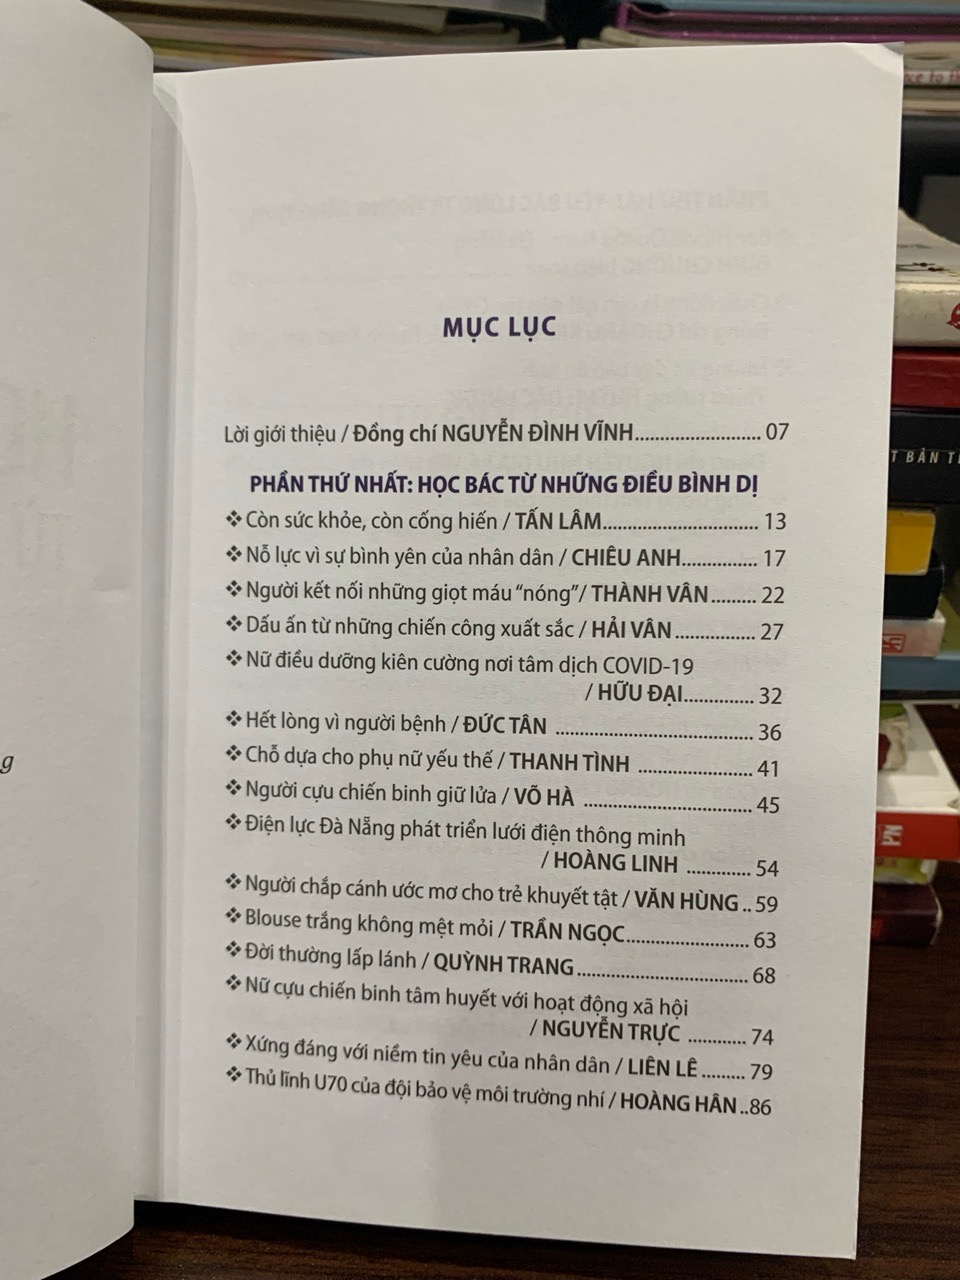 MỤC LỤC
Lời giới thiệu / Đồng chí NGUYỄN ĐÌNH VĨNH............................ 07
PHẦN THỨ NHẤT: HỌC BÁC TỪ NHỮNG ĐIỀU BÌNH DỊ
❖ Còn sức khỏe, còn cống hiến / TẤN LÂM.................................. 13
❖ Nỗ lực vì sự bình yên của nhân dân / CHIÊU ANH............... 17
❖ Người kết nối những giọt máu “nóng”/ THÀNH VÂN......... 22
❖ Dấu ấn từ những chiến công xuất sắc / HẢI VÂN................ 27
❖ Nữ điều dưỡng kiên cường nơi tâm dịch COVID-19
/ HỮU ĐẠI.............. 32
❖ Hết lòng vì người bệnh / ĐỨC TÂN ....................................... 36
❖ Chỗ dựa cho phụ nữ yếu thế / THANH TÌNH ....................... 41
❖ Người cựu chiến binh giữ lửa / VÕ HÀ .................................. 45
❖ Điện lực Đà Nẵng phát triển lưới điện thông minh
/ HOÀNG LINH ............. 54
❖ Người chắp cánh ước mơ cho trẻ khuyết tật / VĂN HÙNG .. 59
❖ Blouse trắng không mệt mỏi / TRẦN NGỌC........................ 63
❖ Đời thường lấp lánh / QUỲNH TRANG.................................. 68
❖ Nữ cựu chiến binh tâm huyết với hoạt động xã hội
/ NGUYỄN TRỰC ............ 74
❖ Xứng đáng với niềm tin yêu của nhân dân / LIÊN LÊ ......... 79
❖ Thủ lĩnh U70 của đội bảo vệ môi trường nhí / HOÀNG HÂN..86
g
T BẢN T